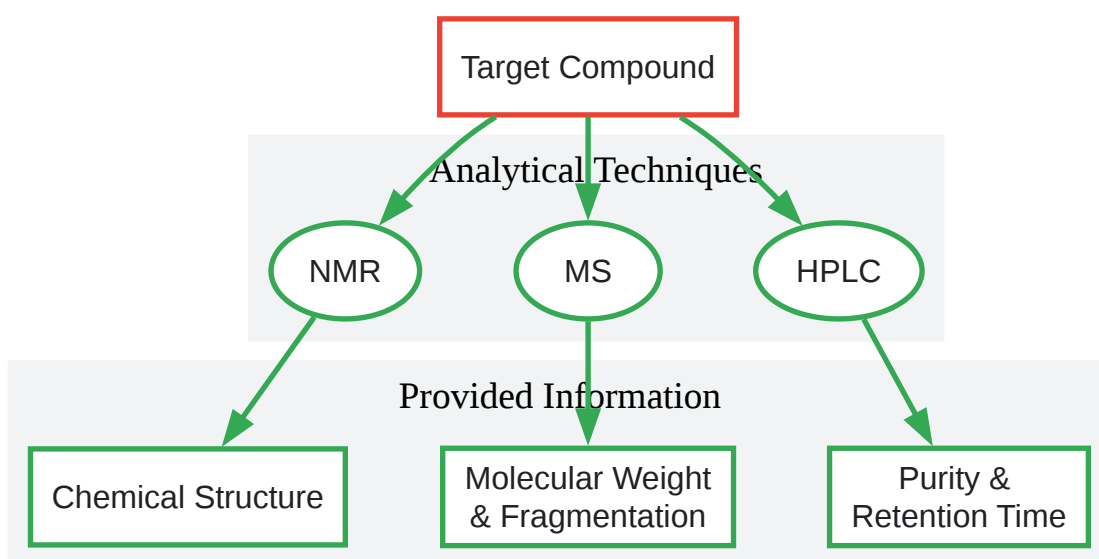 Target Compound
Analytical Techniques
NMR
MS
HPLC
Provided Information
Chemical Structure
Molecular Weight
& Fragmentation
Purity &
Retention Time